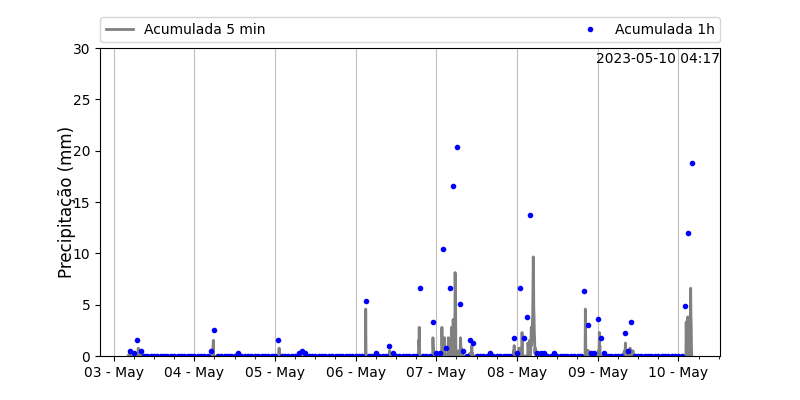 Acumulada 5 min
Acumulada 1h
2023-05-10 04:17
Precipitação (mm)
30
25
20
15
10
5
0
03 - May 04 - May 05 - May 06 - May 07 - May 08 - May 09 - May 10 - May